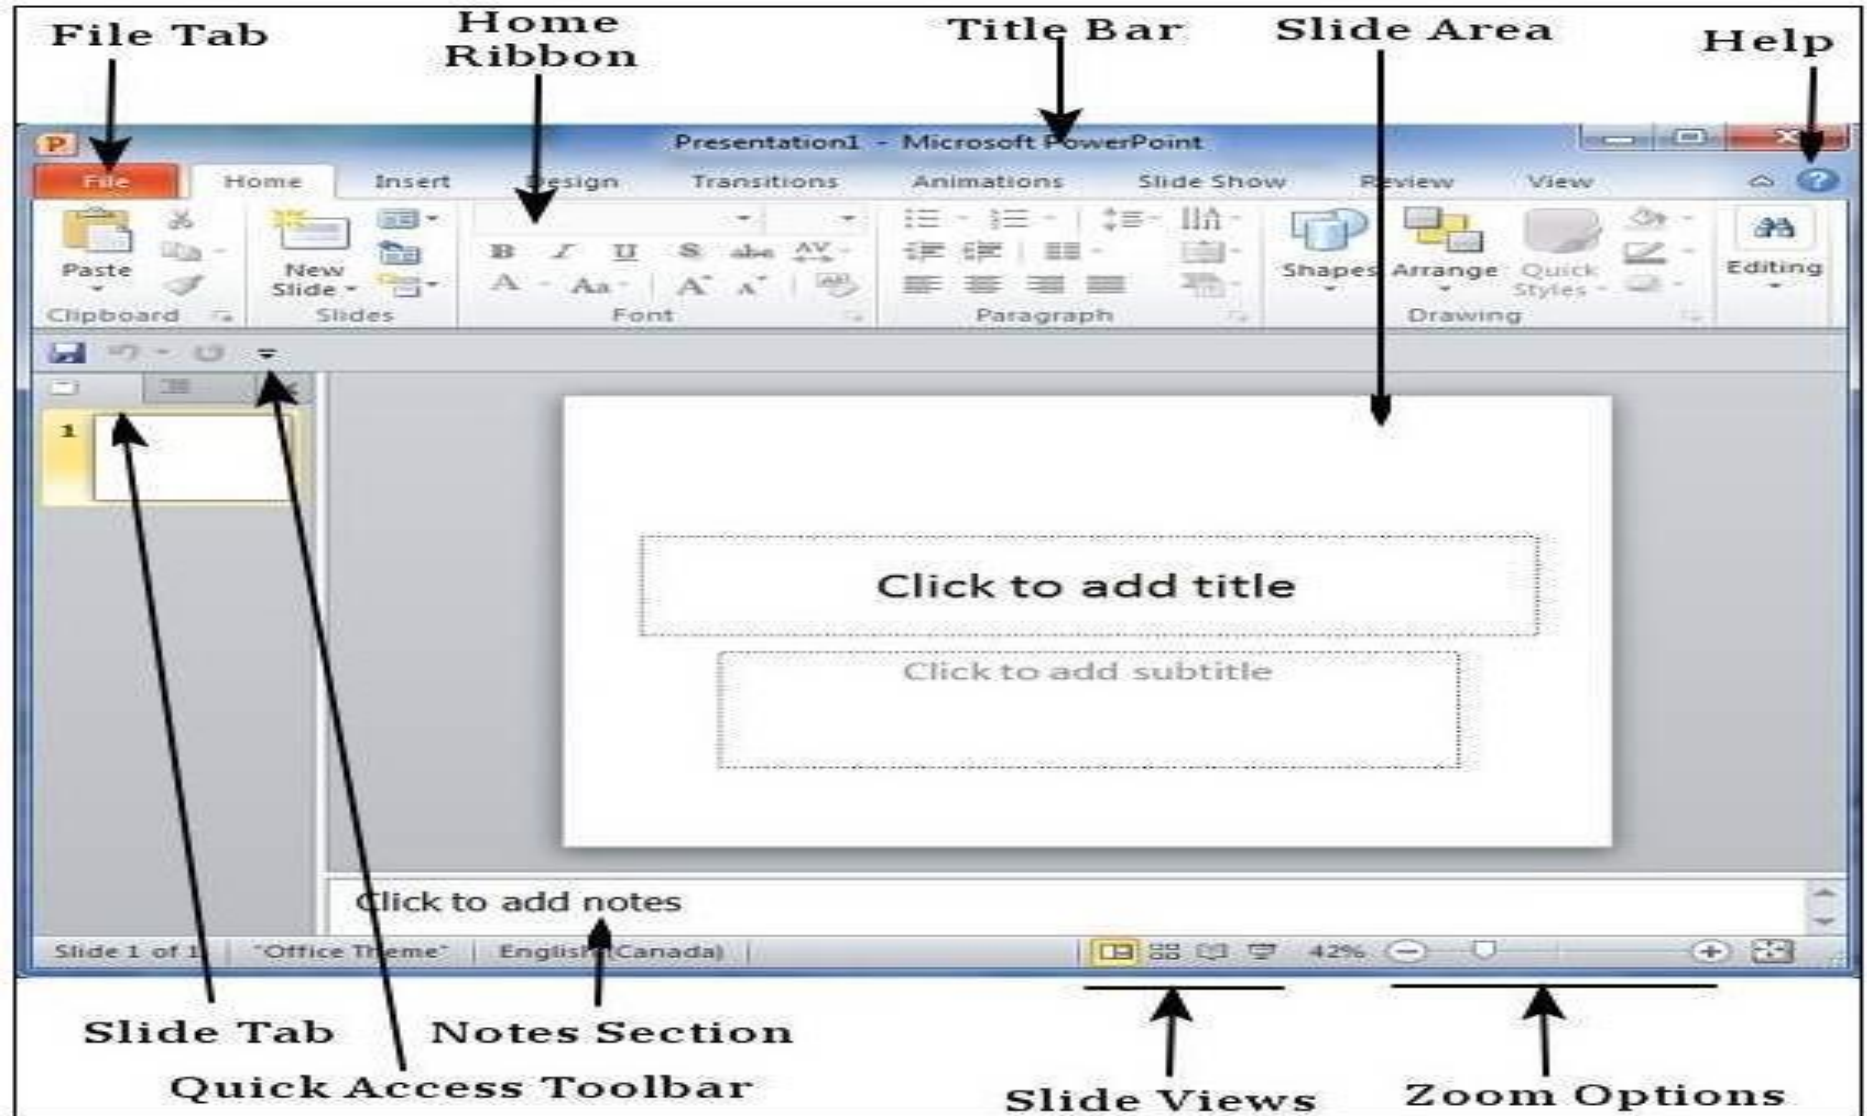 File Tab
Home
Ribbon
Title Bar
Slide Area
Help
P
Presentation1 - Microsoft PowerPoint
File Home Insert Design Transitions Animations Slide Show Review View
B I U S abc AV
A Aa A A
Paste
New
Slide
Shapes Arrange Quick
Styles
Editing
Clipboard Slides Font Paragraph Drawing
1
Click to add title
Click to add subtitle
Click to add notes
Slide 1 of 1 "Office Theme" English (Canada) 42%
Slide Tab
Notes Section
Quick Access Toolbar
Slide Views
Zoom Options